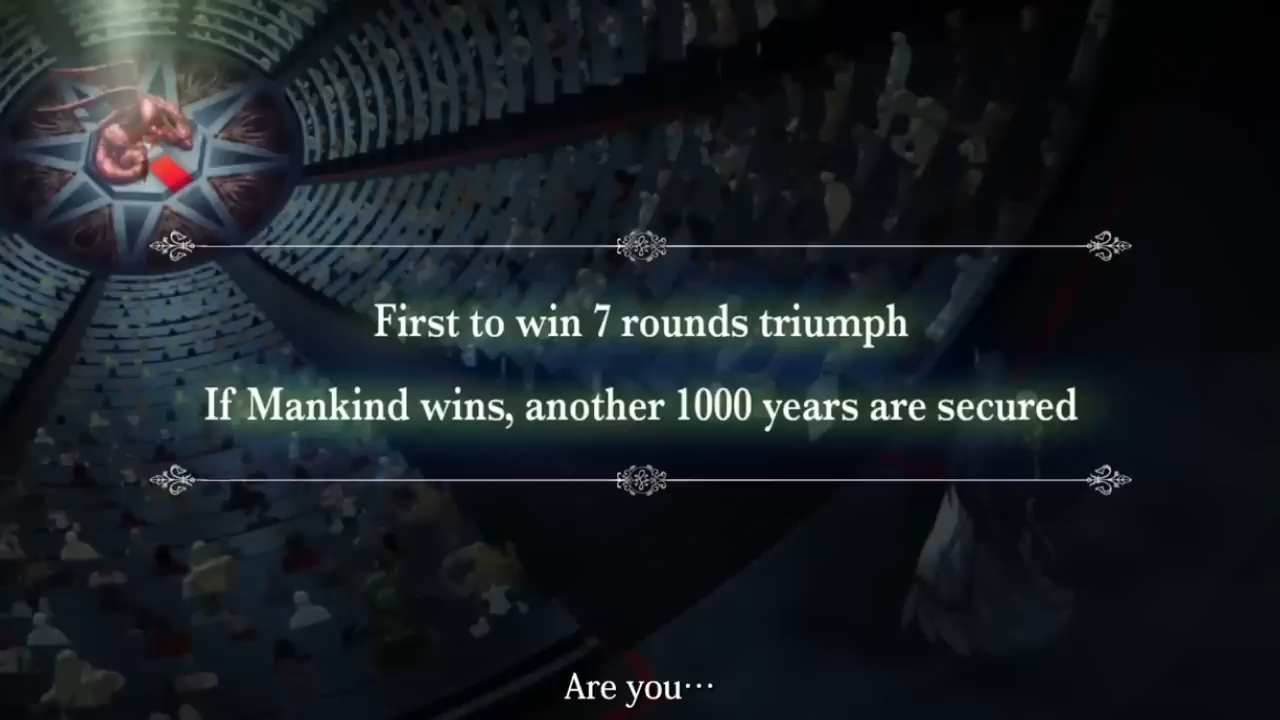 First to win 7 rounds triumph
If Mankind wins, another 1000 years are secured
Are you…